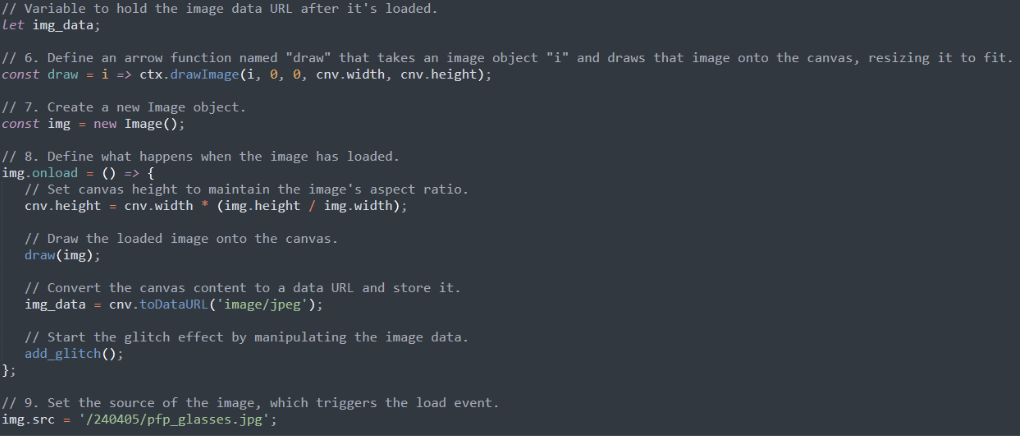 // Variable to hold the image data URL after it's loaded.
let img_data;
// 6. Define an arrow function named "draw" that takes an image object "i" and draws that image onto the canvas, resizing it to fit.
const draw = i => ctx.drawImage(i, 0, 0, cnv.width, cnv.height);
// 7. Create a new Image object.
const img = new Image();
// 8. Define what happens when the image has loaded.
img.onload = () => {
// Set canvas height to maintain the image's aspect ratio.
cnv.height = cnv.width * (img.height / img.width);
// Draw the loaded image onto the canvas.
draw(img);
// Convert the canvas content to a data URL and store it.
img_data = cnv.toDataURL('image/jpeg');
// Start the glitch effect by manipulating the image data.
add_glitch();
};
// 9. Set the source of the image, which triggers the load event.
img.src = '/240405/pfp_glasses.jpg';